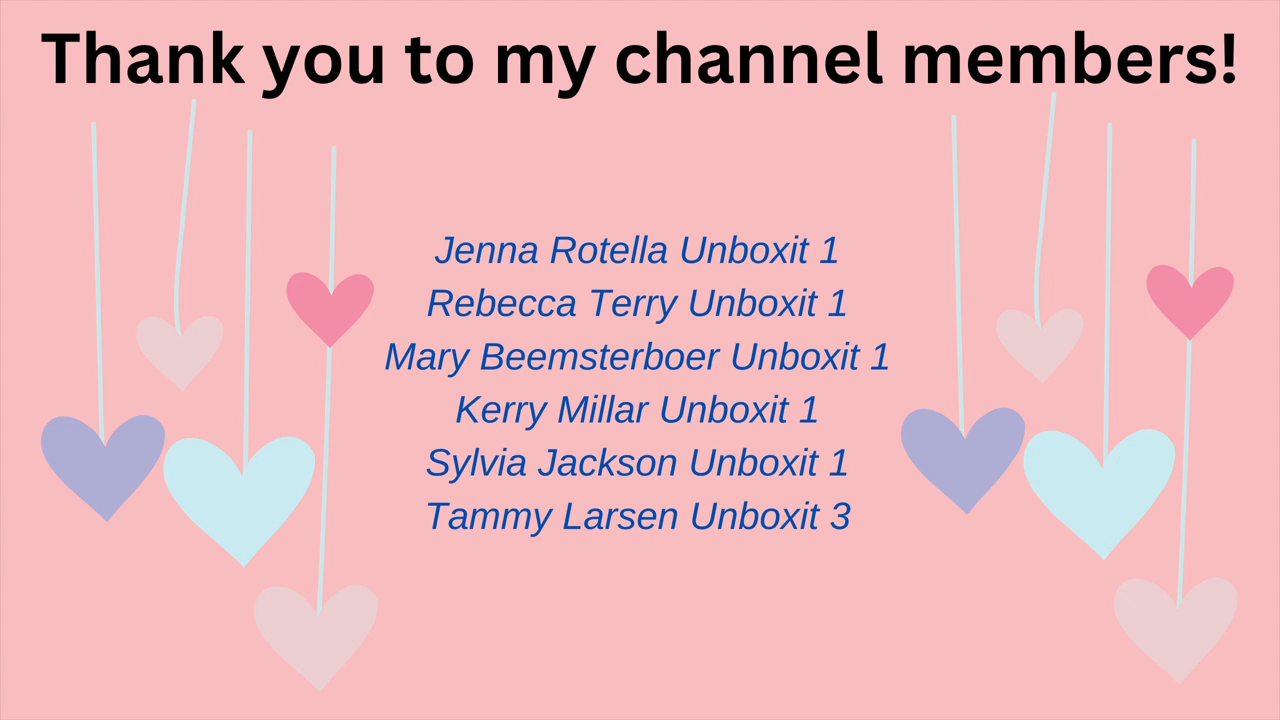 Thank you to my channel members!
Jenna Rotella Unboxit 1
Rebecca Terry Unboxit 1
Mary Beemsterboer Unboxit 1
Kerry Millar Unboxit 1
Sylvia Jackson Unboxit 1
Tammy Larsen Unboxit 3